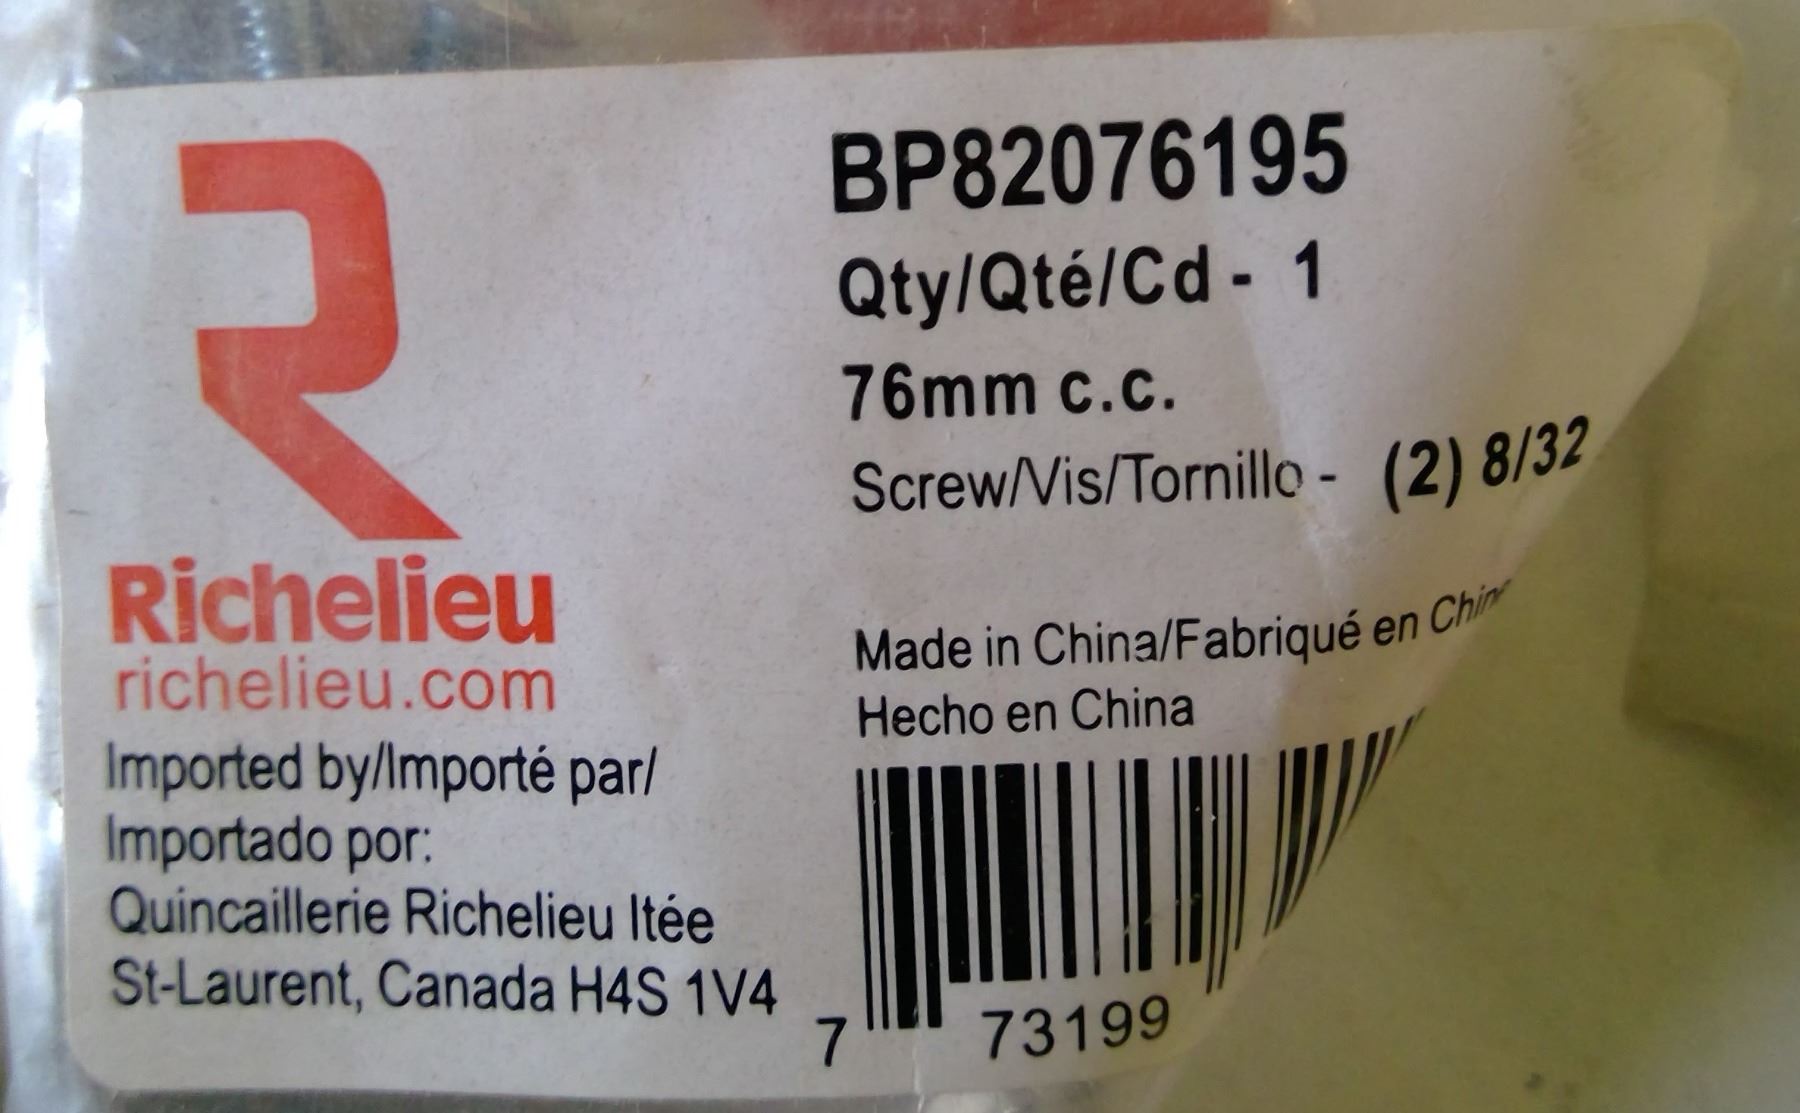 Richelieu
richelieu.com
Imported by/Importé par/
Importado por:
Quincaillerie Richelieu ltée
St-Laurent, Canada H4S 1V4
BP82076195
Qty/Qté/Cd - 1
76mm c.c.
Screw/Vis/Tornillo - (2) 8/32
Made in China/Fabriqué en
Hecho en China
7 73199